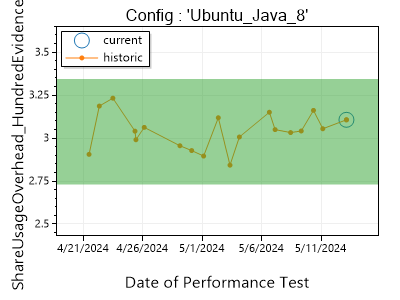 Config : 'Ubuntu_Java_8'
ShareUsageOverhead_HundredEvidence
current
historic
3.5
3.25
3
2.75
2.5
4/21/2024
4/26/2024
5/1/2024
5/6/2024
5/11/2024
Date of Performance Test